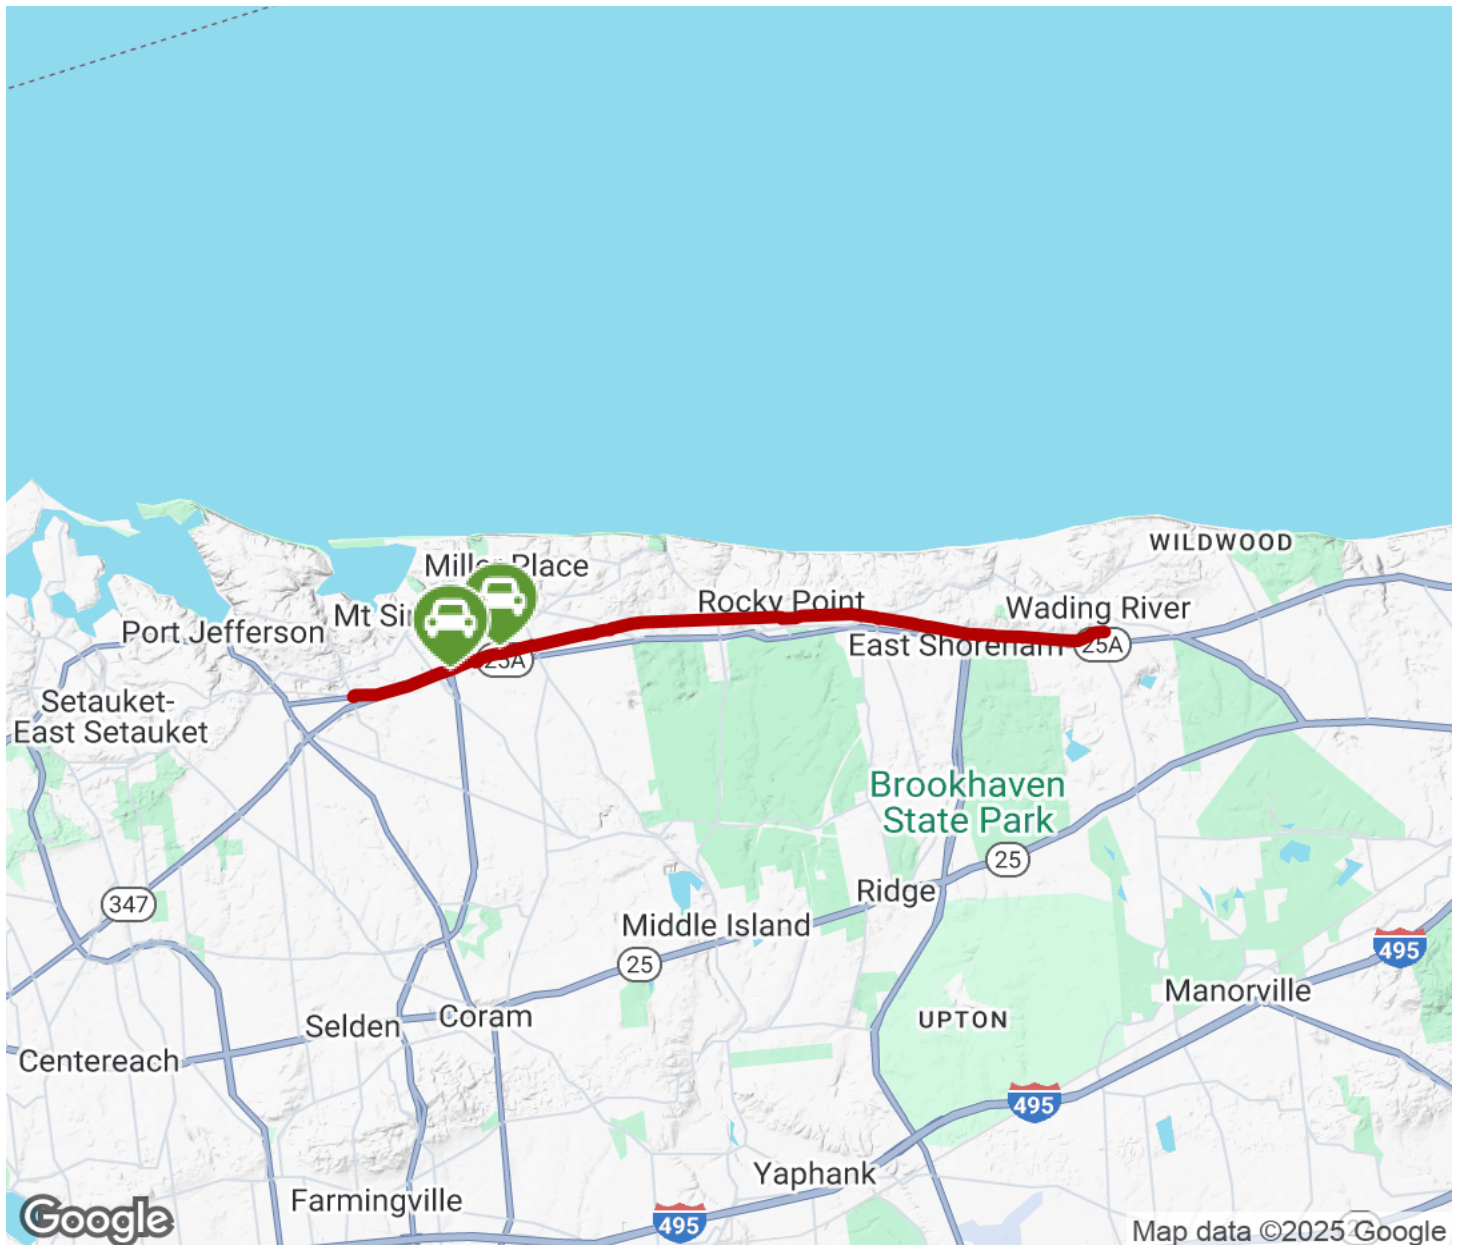 WILDWOOD
Miller Place
Rocky Point
Wading River
Port Jefferson
East Shoreham
25A
25A
Setauket-
East Setauket
Brookhaven
State Park
25
Ridge
347
Middle Island
25
495
Manorville
UPTON
Selden
Coram
Centereach
495
Yaphank
Farmingville
495
Google
Map data ©2025 Google